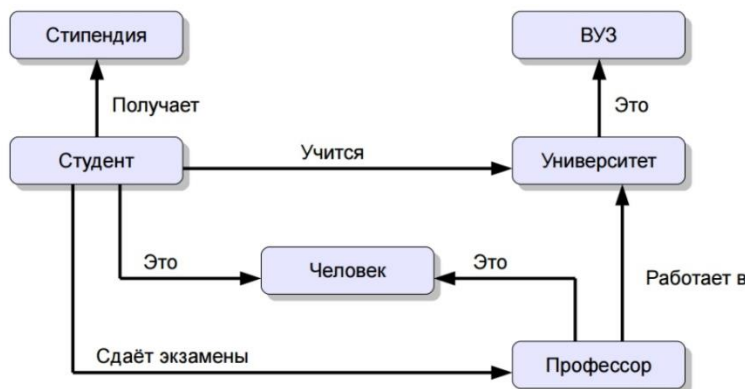 Стипендия
ВУЗ
Получает
Это
Студент
Учится
Университет
Это
Человек
Это
Работает в
Сдаёт экзамены
Профессор